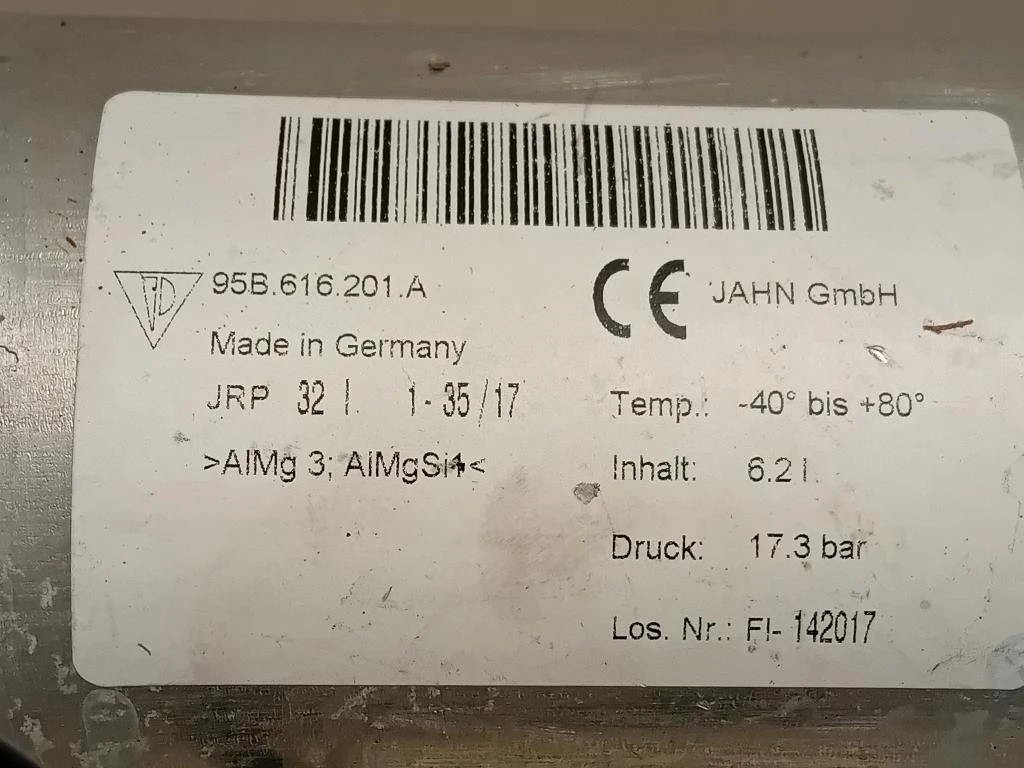 95B.616.201.A
Made in Germany
JRP 32 I. 1-35/17
>AlMg 3; AlMgSi1<
CE JAHN GmbH
Temp.: -40° bis +80°
Inhalt: 6.2 l
Druck: 17.3 bar
Los. Nr.: FI- 142017